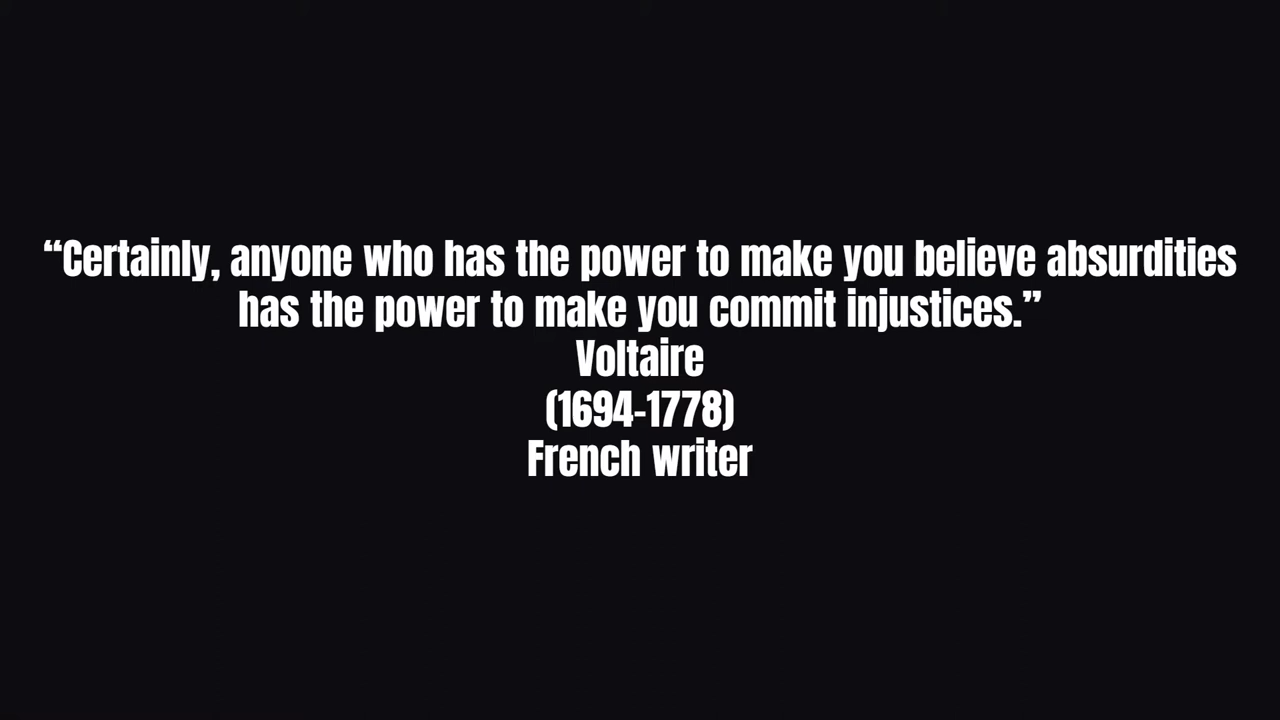 “Certainly, anyone who has the power to make you believe absurdities
has the power to make you commit injustices.”
Voltaire
(1694-1778)
French writer